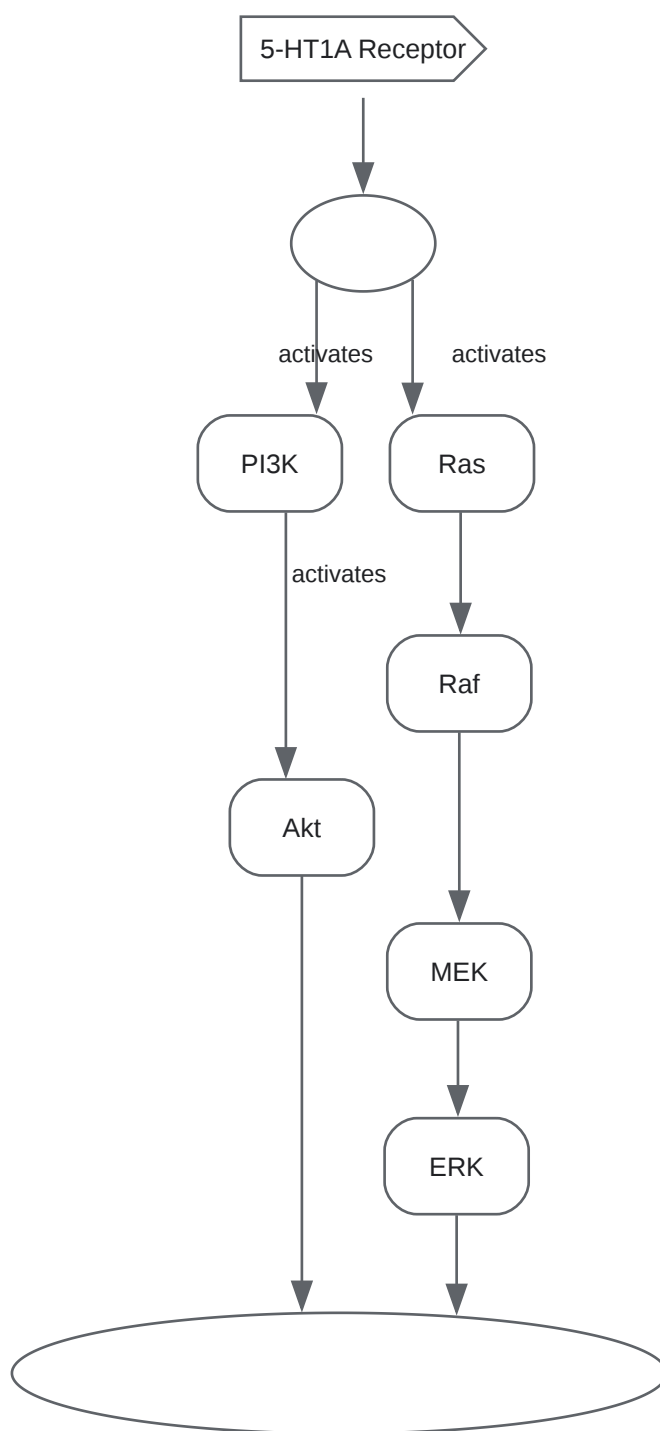 5-HT1A Receptor
activates
activates
PI3K
Ras
activates
Raf
Akt
MEK
ERK